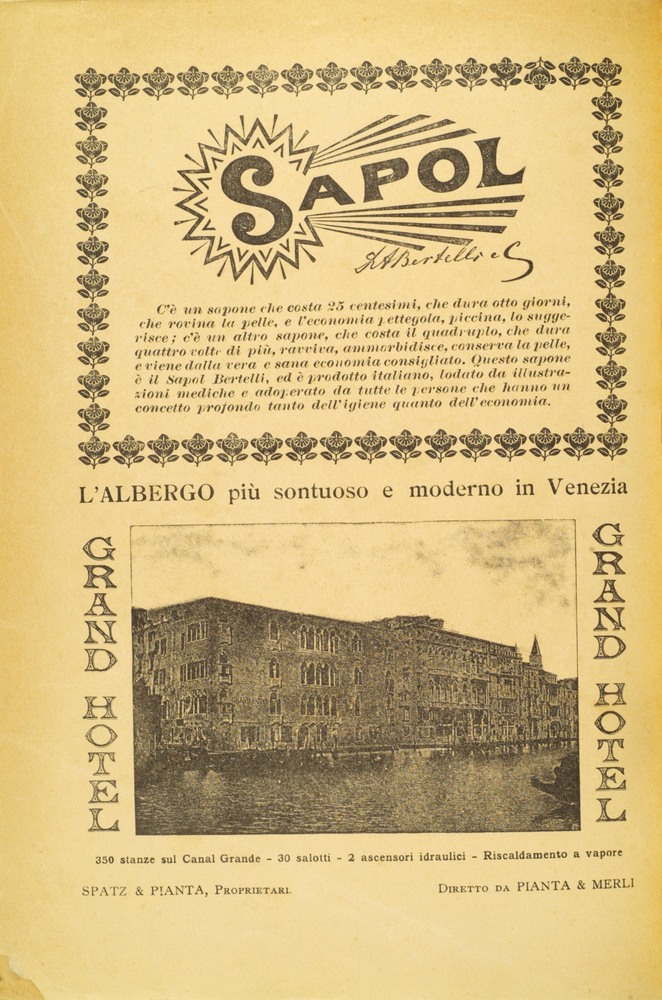 SAPOL
DrABertelli e C
C'è un sapone che costa 25 centesimi, che dura otto giorni,
che rovina la pelle, e l'economia pettegola, piccina, lo sugge-
risce; c'è un altro sapone, che costa il quadruplo, che dura
quattro volte di più, ravviva, ammorbidisce, conserva la pelle,
e viene dalla vera e sana economia consigliato. Questo sapone
è il Sapol Bertelli, ed è prodotto italiano, lodato da illustra-
zioni mediche e adoperato da tutte le persone che hanno un
concetto profondo tanto dell'igiene quanto dell'economia.
L'ALBERGO più sontuoso e moderno in Venezia
GRAND HOTEL
GRAND HOTEL
350 stanze sul Canal Grande - 30 salotti - 2 ascensori idraulici - Riscaldamento a vapore
SPATZ & PIANTA, PROPRIETARI.
DIRETTO DA PIANTA & MERLI